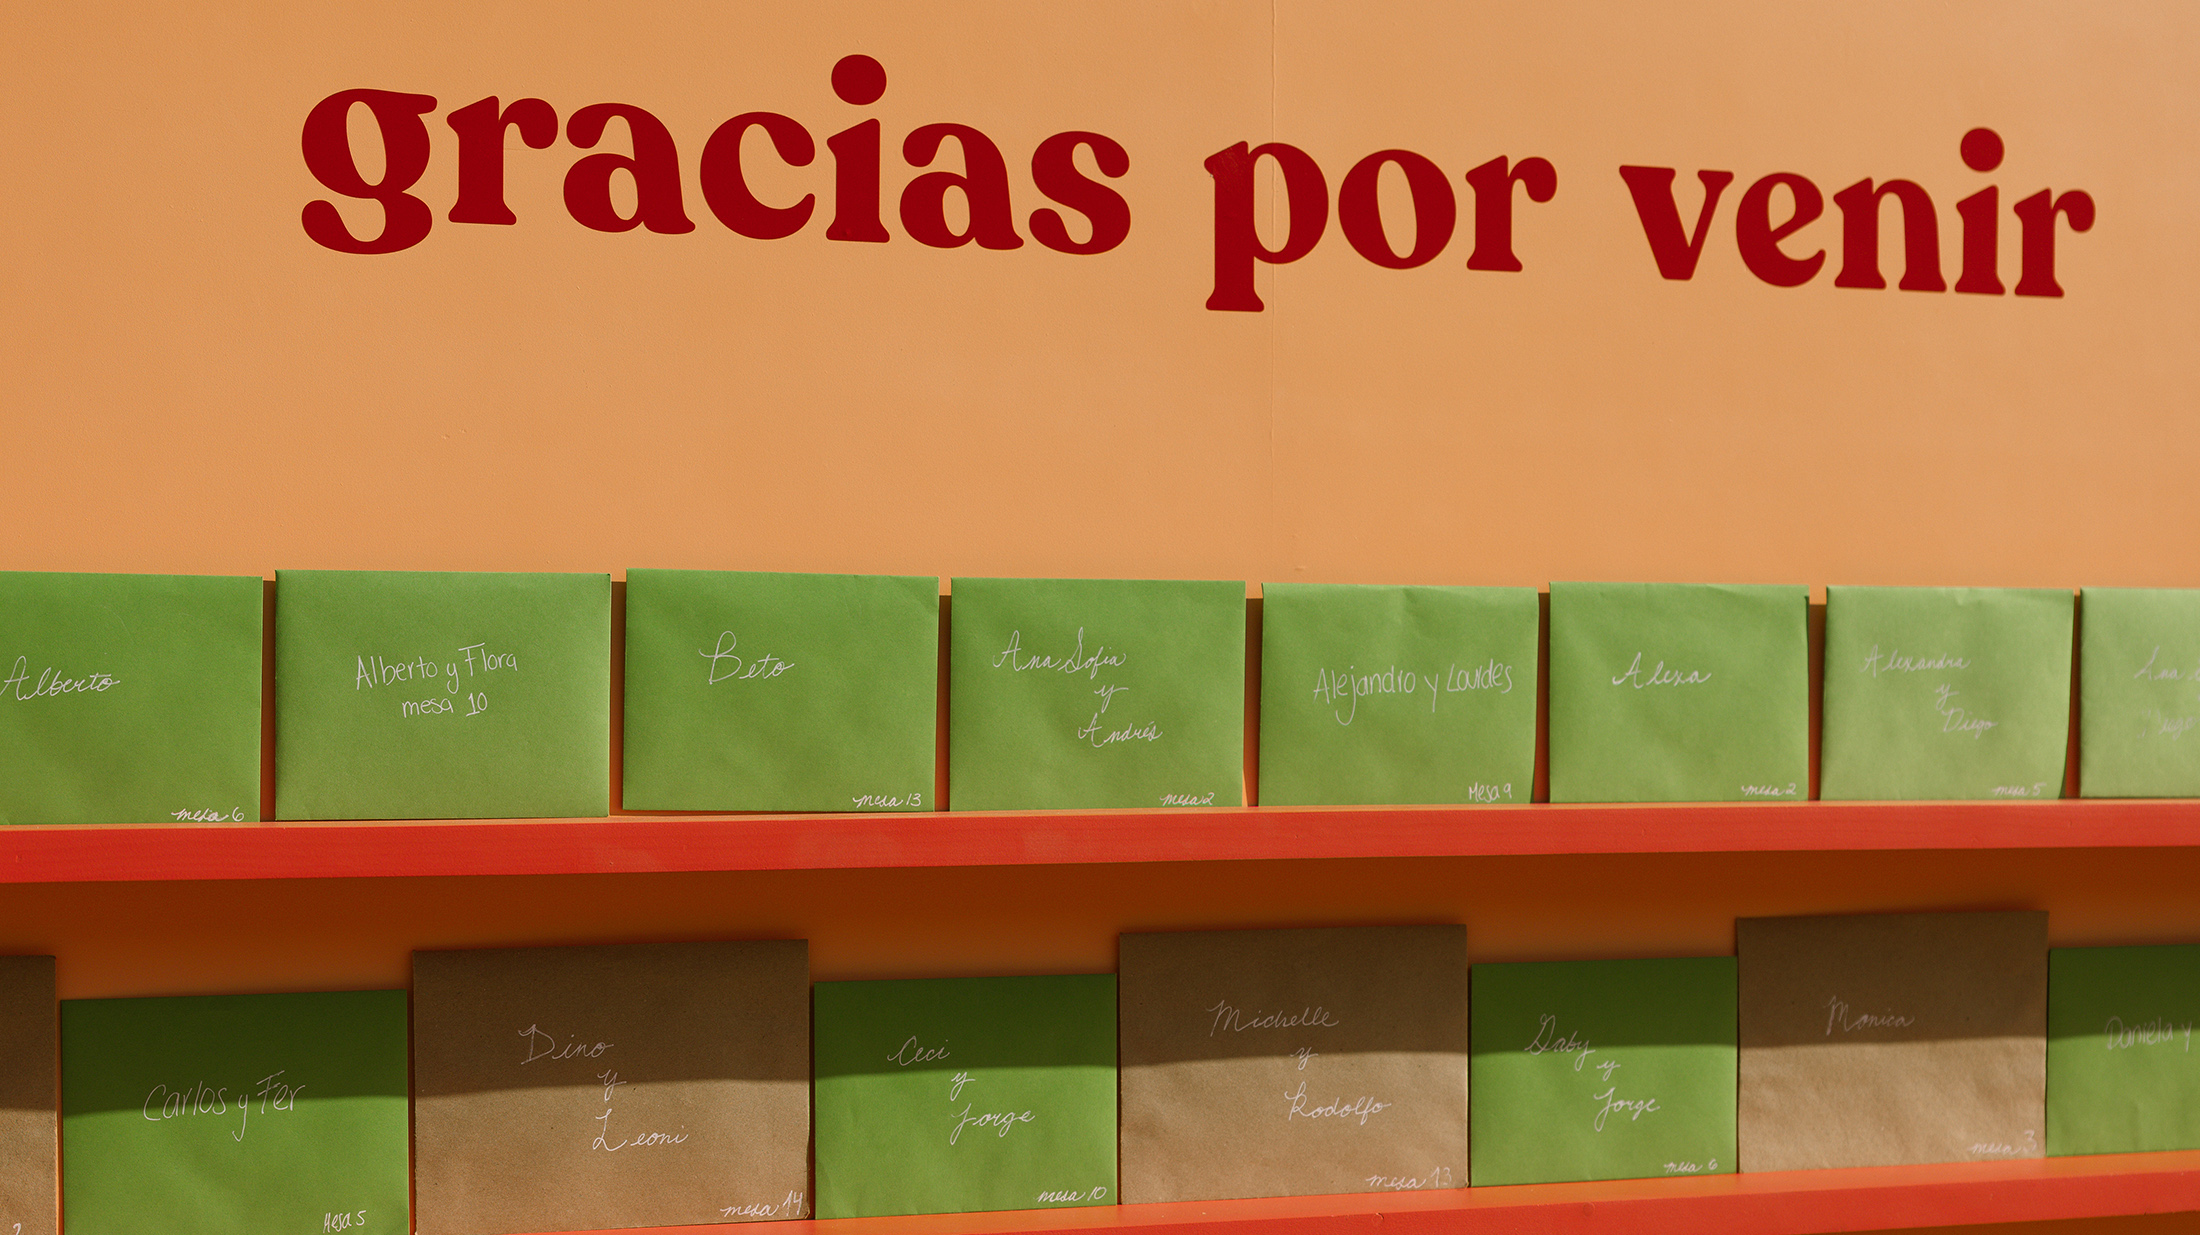 gracias por venir
Alberto
mesa 6
Alberto y Flora
mesa 10
Beto
mesa 13
Ana Sofia
y
Andrés
mesa 2
Alejandro y Lourdes
Mesa 9
Alexa
mesa 2
Alexandra
y
Diego
mesa 5
Carlos y Fer
Mesa 5
Dino
y
Leoni
mesa 14
Ceci
y
Jorge
mesa 10
Michelle
y
Rodolfo
mesa 13
Gaby
y
Jorge
mesa 6
Monica
mesa 3
Daniela y